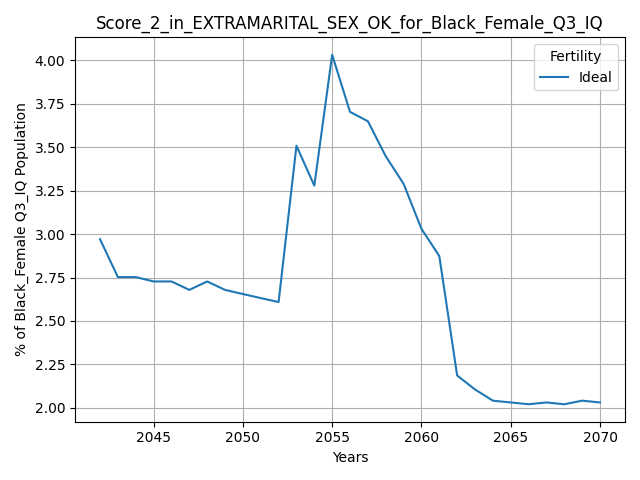 Score_2_in_EXTRAMARITAL_SEX_OK_for_Black_Female_Q3_IQ
Fertility
Ideal
% of Black_Female Q3_IQ Population
4.00
3.75
3.50
3.25
3.00
2.75
2.50
2.25
2.00
2045 2050 2055 2060 2065 2070
Years